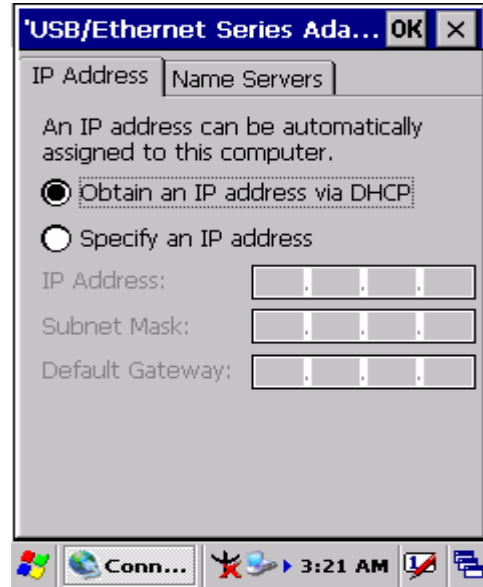 'USB/Ethernet Series Ada... OK ×
IP Address Name Servers
An IP address can be automatically
assigned to this computer.
Obtain an IP address via DHCP
Specify an IP address
IP Address: . . .
Subnet Mask: . . .
Default Gateway: . . .
Conn... 3:21 AM 1